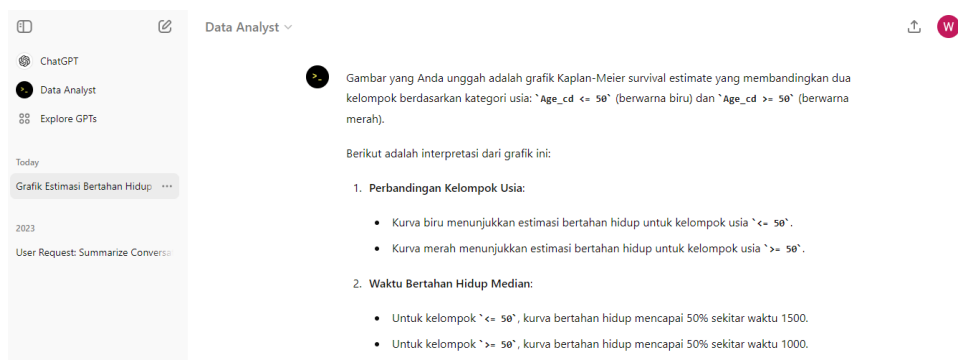 Data Analyst
W
ChatGPT
Data Analyst
Explore GPTs
Today
Grafik Estimasi Bertahan Hidup
2023
User Request: Summarize Conversa
Gambar yang Anda unggah adalah grafik Kaplan-Meier survival estimate yang membandingkan dua
kelompok berdasarkan kategori usia: `Age_cd <= 50` (berwarna biru) dan `Age_cd >= 50` (berwarna
merah).
Berikut adalah interpretasi dari grafik ini:
1. Perbandingan Kelompok Usia:
• Kurva biru menunjukkan estimasi bertahan hidup untuk kelompok usia `<= 50`.
• Kurva merah menunjukkan estimasi bertahan hidup untuk kelompok usia `>= 50`.
2. Waktu Bertahan Hidup Median:
• Untuk kelompok `<= 50`, kurva bertahan hidup mencapai 50% sekitar waktu 1500.
• Untuk kelompok `>= 50`, kurva bertahan hidup mencapai 50% sekitar waktu 1000.